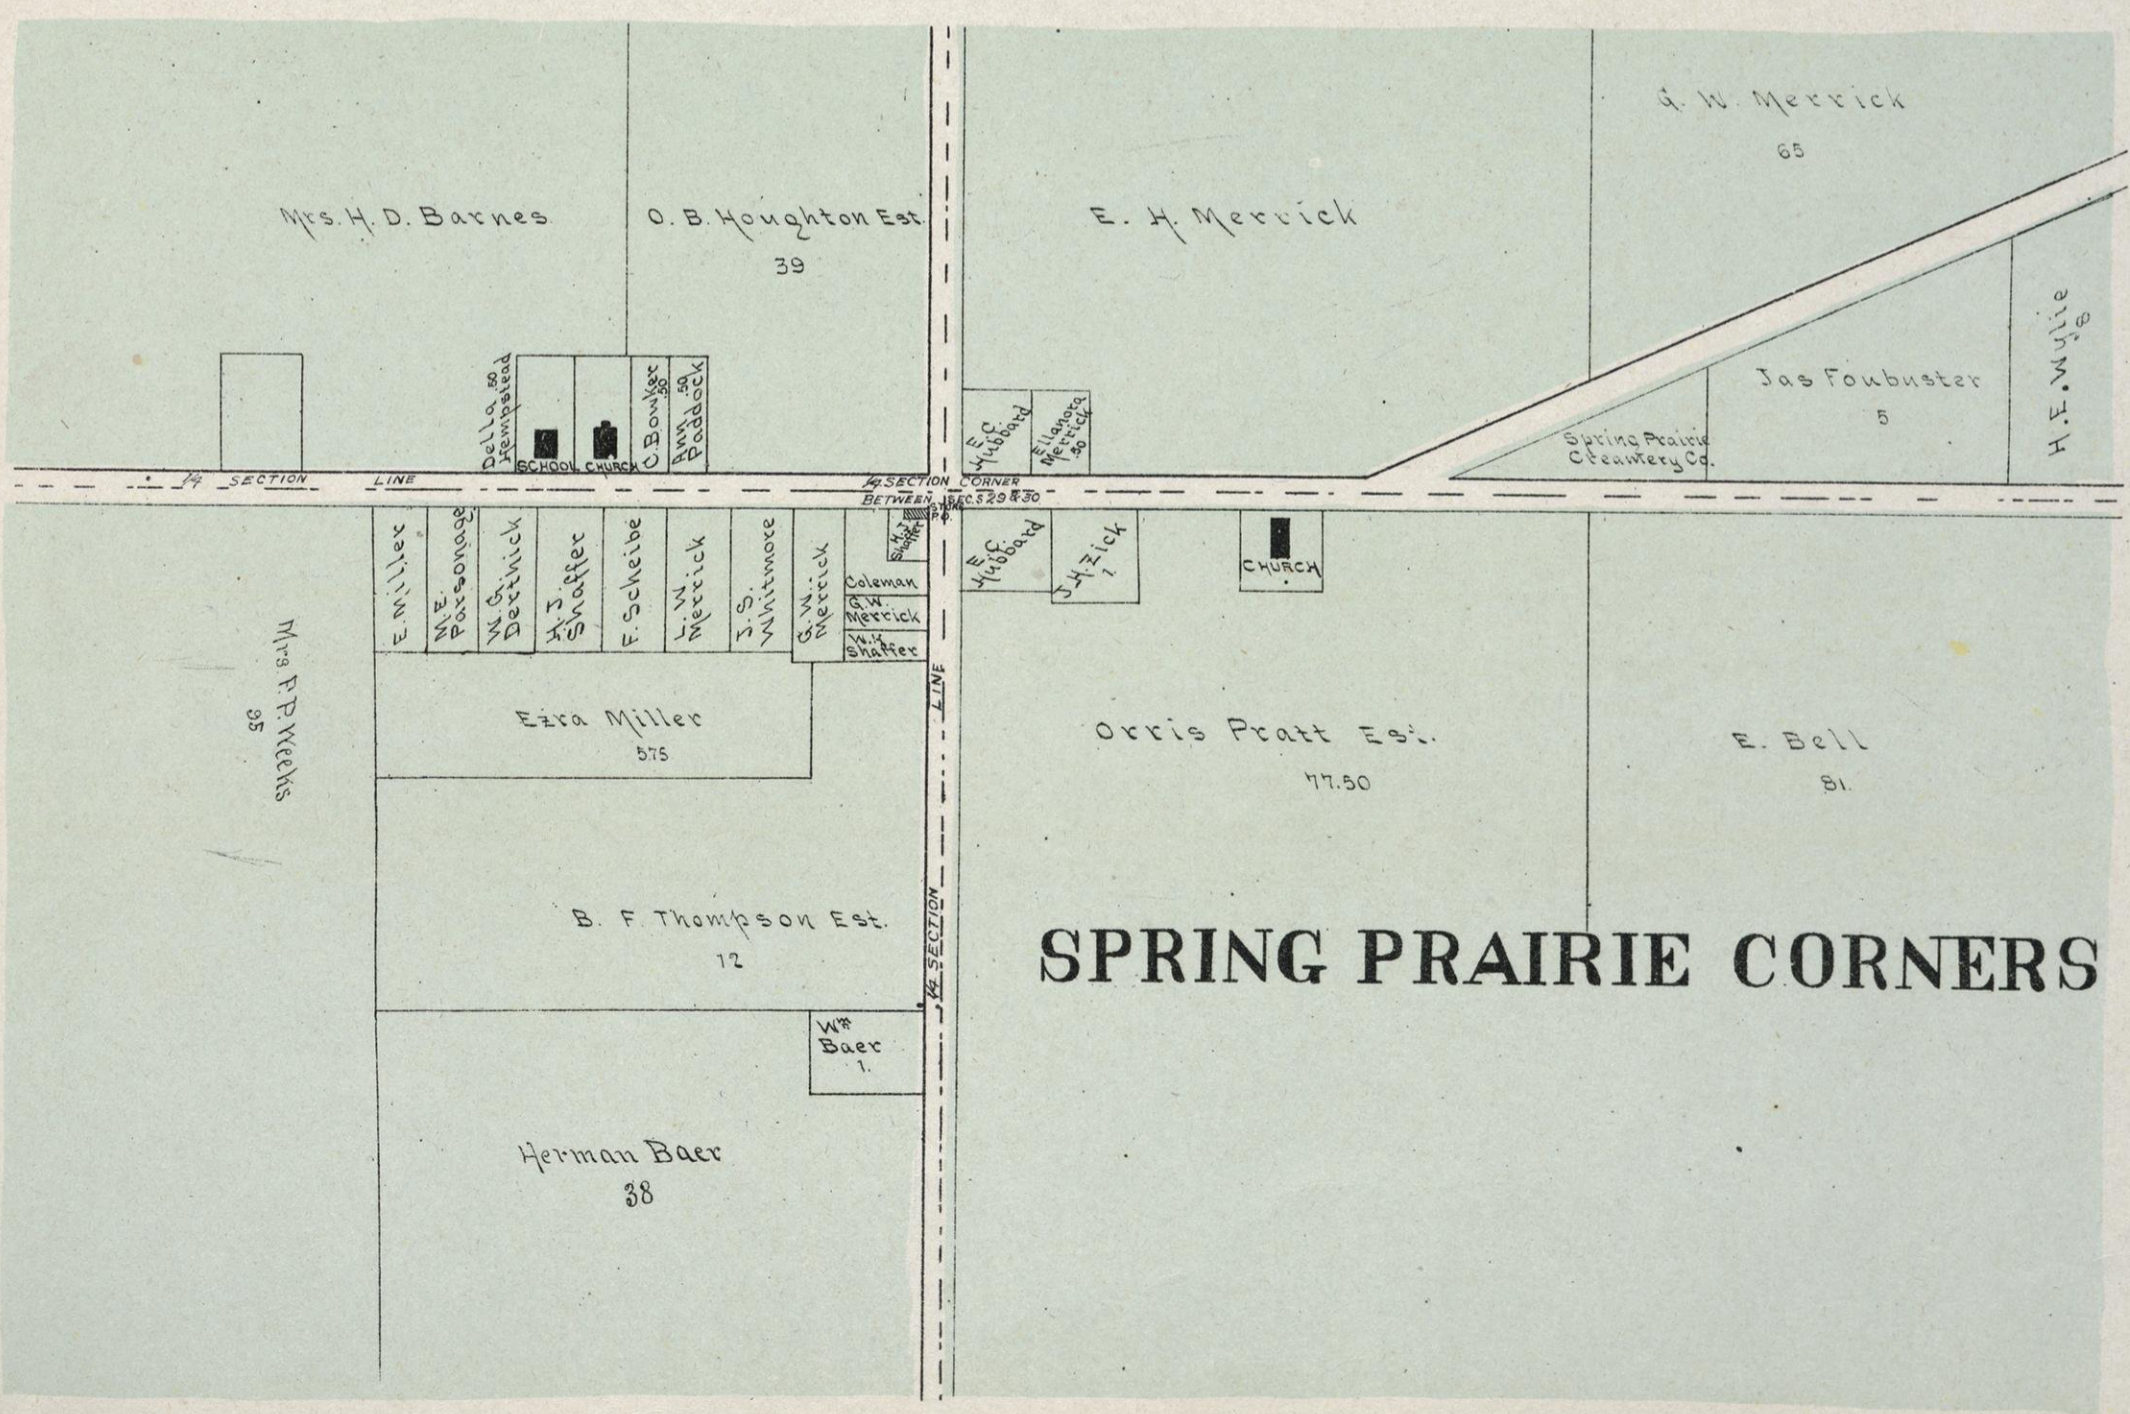 G. W. Merrick
65
Mrs. H. D. Barnes
O. B. Houghton Est.
39
E. H. Merrick
H.E. Wylie
8
Jas Foubuster
5
Spring Prairie
Creamery Co.
Della .50
Hempstead
SCHOOL
CHURCH
C. Bowker
.50
Ann .50
Paddock
E. C.
Hubbard
Ellanora
Merrick
.50
1/4 SECTION LINE
1/4 SECTION CORNER
BETWEEN SEC.S 29 & 30
STORE
P.O.
E. Miller
M.E.
Parsonage
W. G.
Derthick
H. J.
Shaffer
F. Scheibe
L. W.
Merrick
J. S.
Whitmore
G. W.
Merrick
H. J.
Shaffer
Coleman
G. W.
Merrick
W. K.
Shaffer
E. C.
Hubbard
J. H. Zick
1
CHURCH
Mrs. F. P. Weeks
95
Ezra Miller
5.75
Orris Pratt Est.
77.50
E. Bell
81.
B. F. Thompson Est.
12
1/4 SECTION LINE
SPRING PRAIRIE CORNERS
Wm
Baer
1.
Herman Baer
38